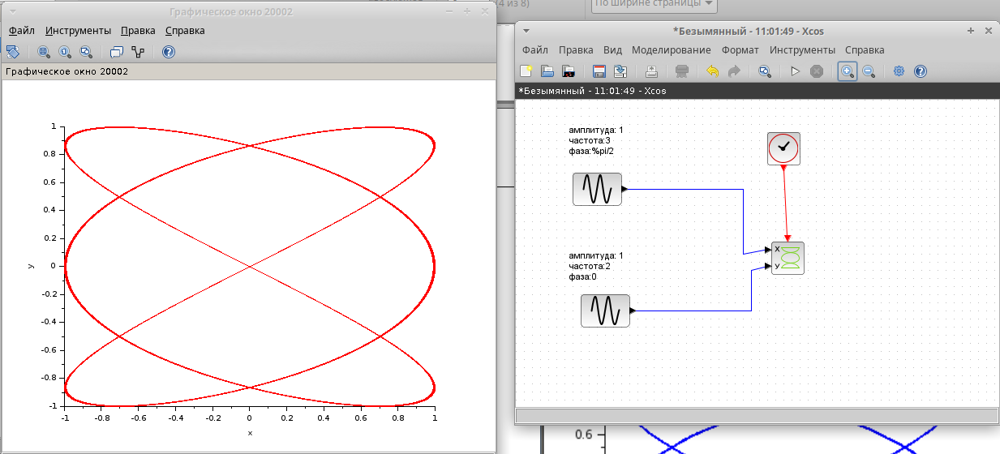 4 из 8)
По ширине страницы
Графическое окно 20002
Файл Инструменты Правка Справка
Графическое окно 20002
1
0.8
0.6
0.4
0.2
0
-0.2
-0.4
-0.6
-0.8
-1
y
-1 -0.8 -0.6 -0.4 -0.2 0 0.2 0.4 0.6 0.8 1
x
*Безымянный - 11:01:49 - Xcos
Файл Правка Вид Моделирование Формат Инструменты Справка
*Безымянный - 11:01:49 - Xcos
амплитуда: 1
частота:3
фаза:%pi/2
X
У
амплитуда: 1
частота:2
фаза:0
0.6